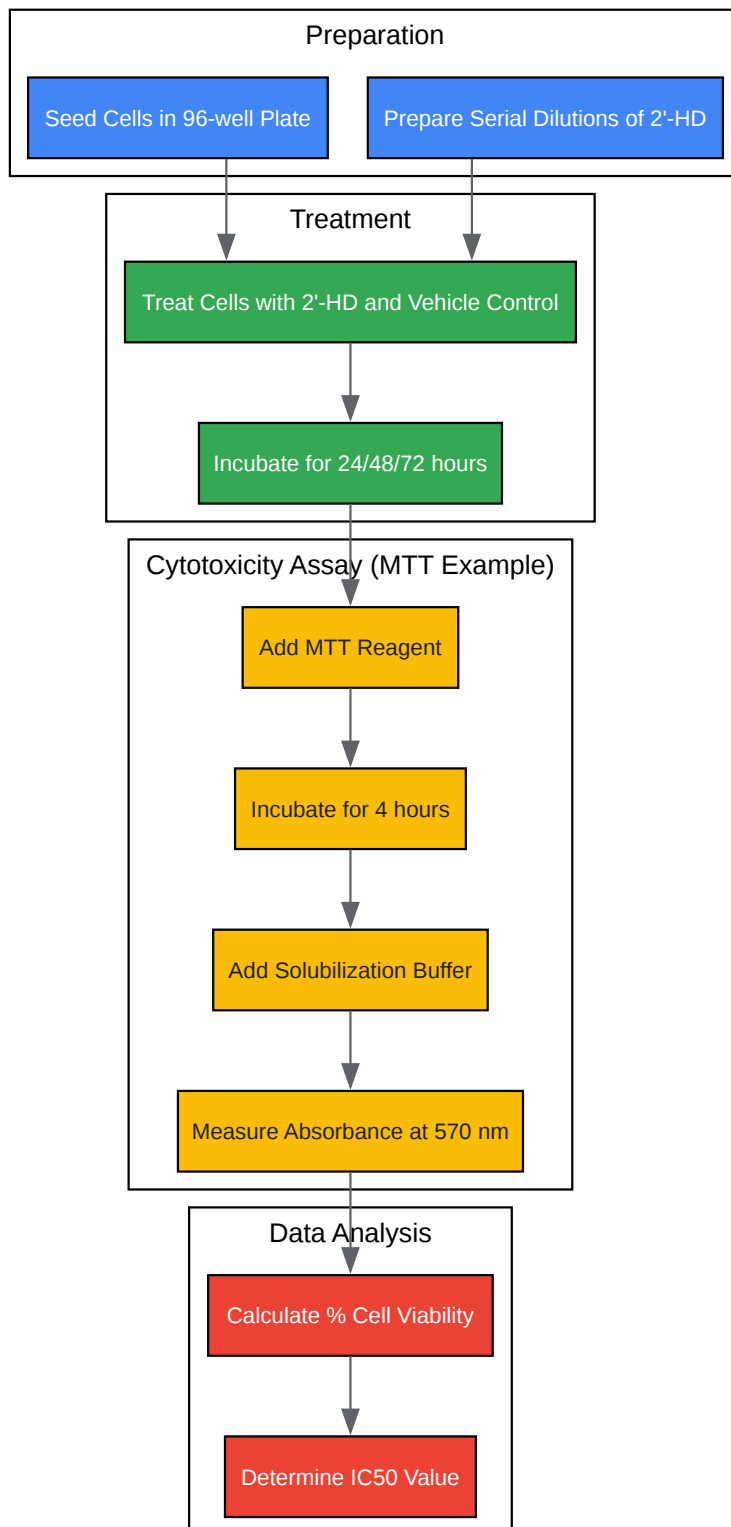 Preparation
Seed Cells in 96-well Plate
Prepare Serial Dilutions of 2'-HD
Treatment
Treat Cells with 2'-HD and Vehicle Control
Incubate for 24/48/72 hours
Cytotoxicity Assay (MTT Example)
Add MTT Reagent
Incubate for 4 hours
Add Solubilization Buffer
Measure Absorbance at 570 nm
Data Analysis
Calculate % Cell Viability
Determine IC50 Value